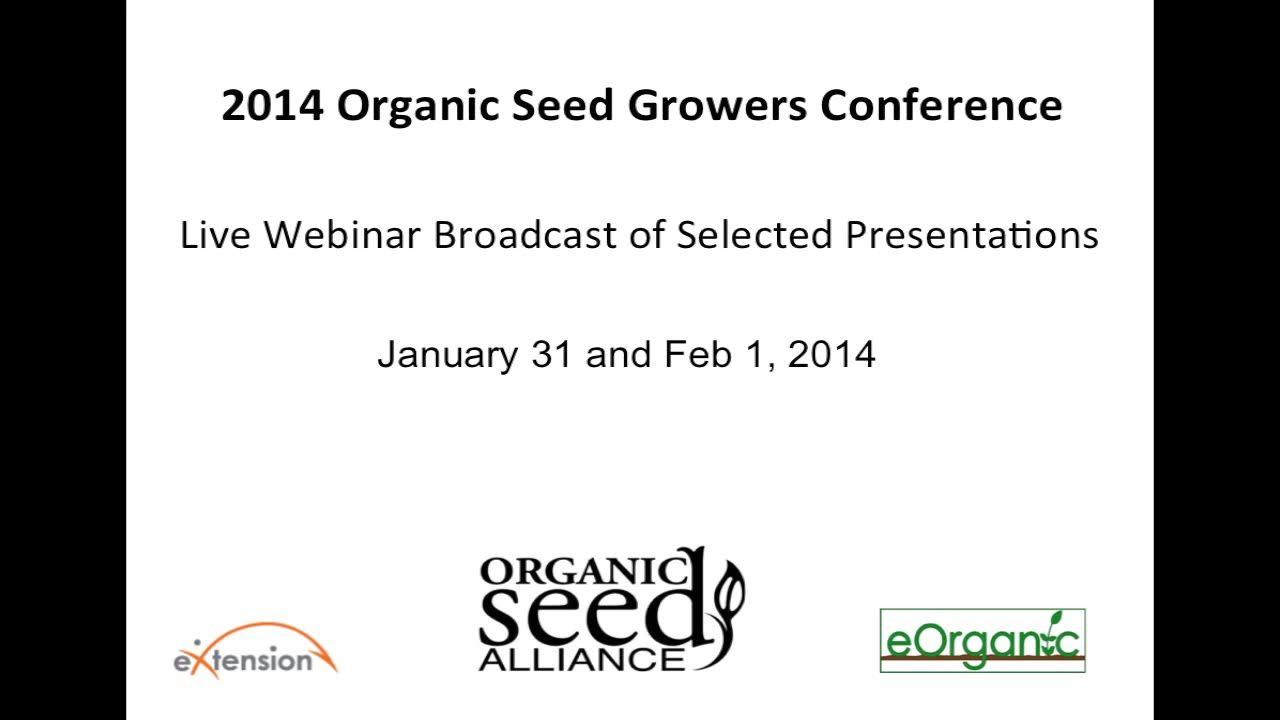 2014 Organic Seed Growers Conference
Live Webinar Broadcast of Selected Presentations
January 31 and Feb 1, 2014
eXtension
ORGANIC
seed
ALLIANCE
eOrganic